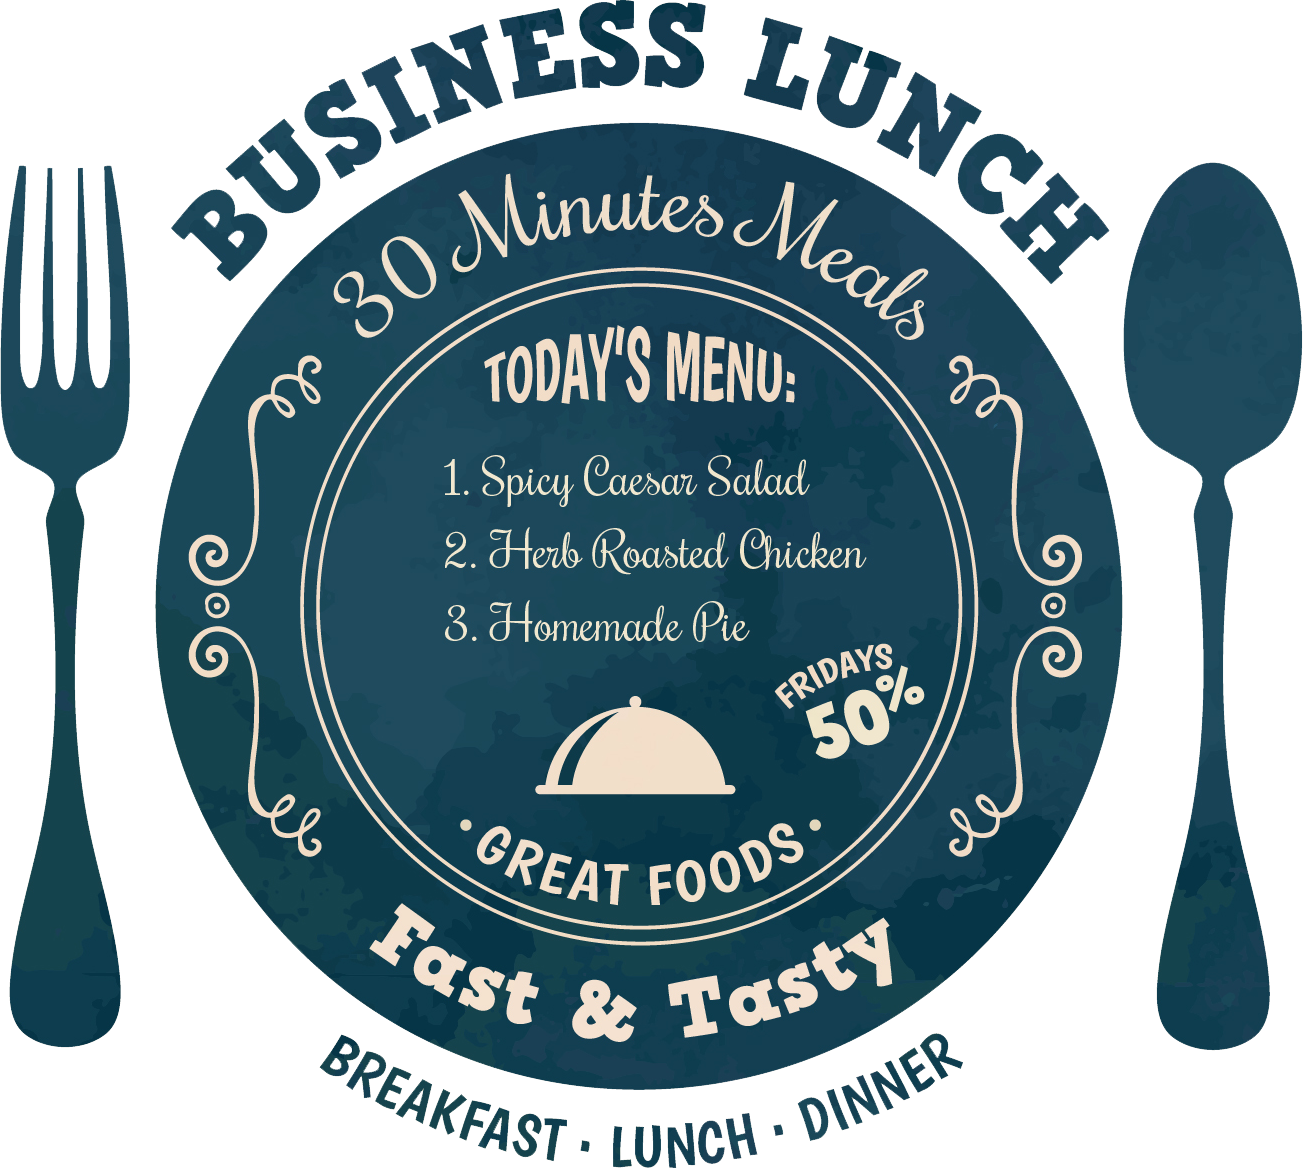 BUSINESS LUNCH
30 Minutes Meals
TODAY'S MENU:
1. Spicy Caesar Salad
2. Herb Roasted Chicken
3. Homemade Pie
FRIDAYS
50%
· GREAT FOODS ·
Fast & Tasty
BREAKFAST · LUNCH · DINNER